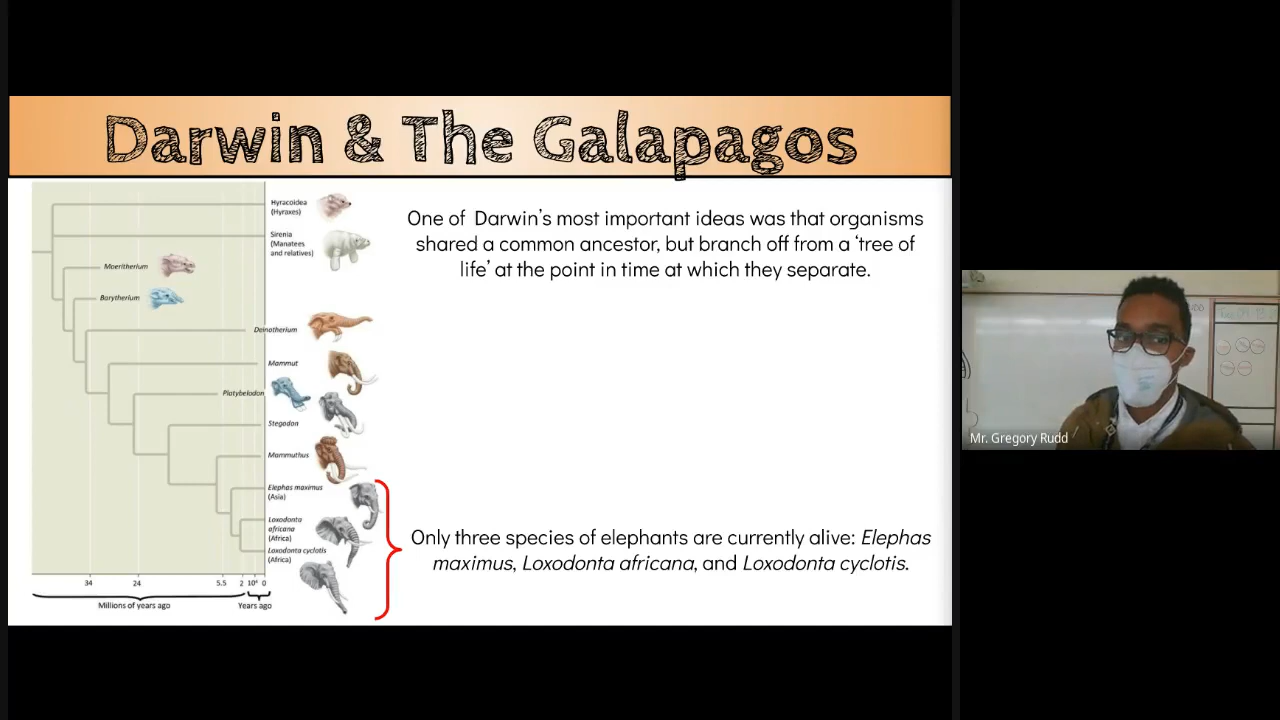 Darwin & The Galapagos
Hyracoidea
(Hyraxes)
Sirenia
(Manatees
and relatives)
Moeritherium
Barytherium
Deinotherium
Mammut
Platybelodon
Stegodon
Mammuthus
Elephas maximus
(Asia)
Loxodonta
africana
(Africa)
Loxodonta cyclotis
(Africa)
34 24 5.5 2 10⁴ 0
Millions of years ago Years ago
One of Darwin's most important ideas was that organisms
shared a common ancestor, but branch off from a 'tree of
life' at the point in time at which they separate.
Only three species of elephants are currently alive: Elephas
maximus, Loxodonta africana, and Loxodonta cyclotis.
Mr. Gregory Rudd